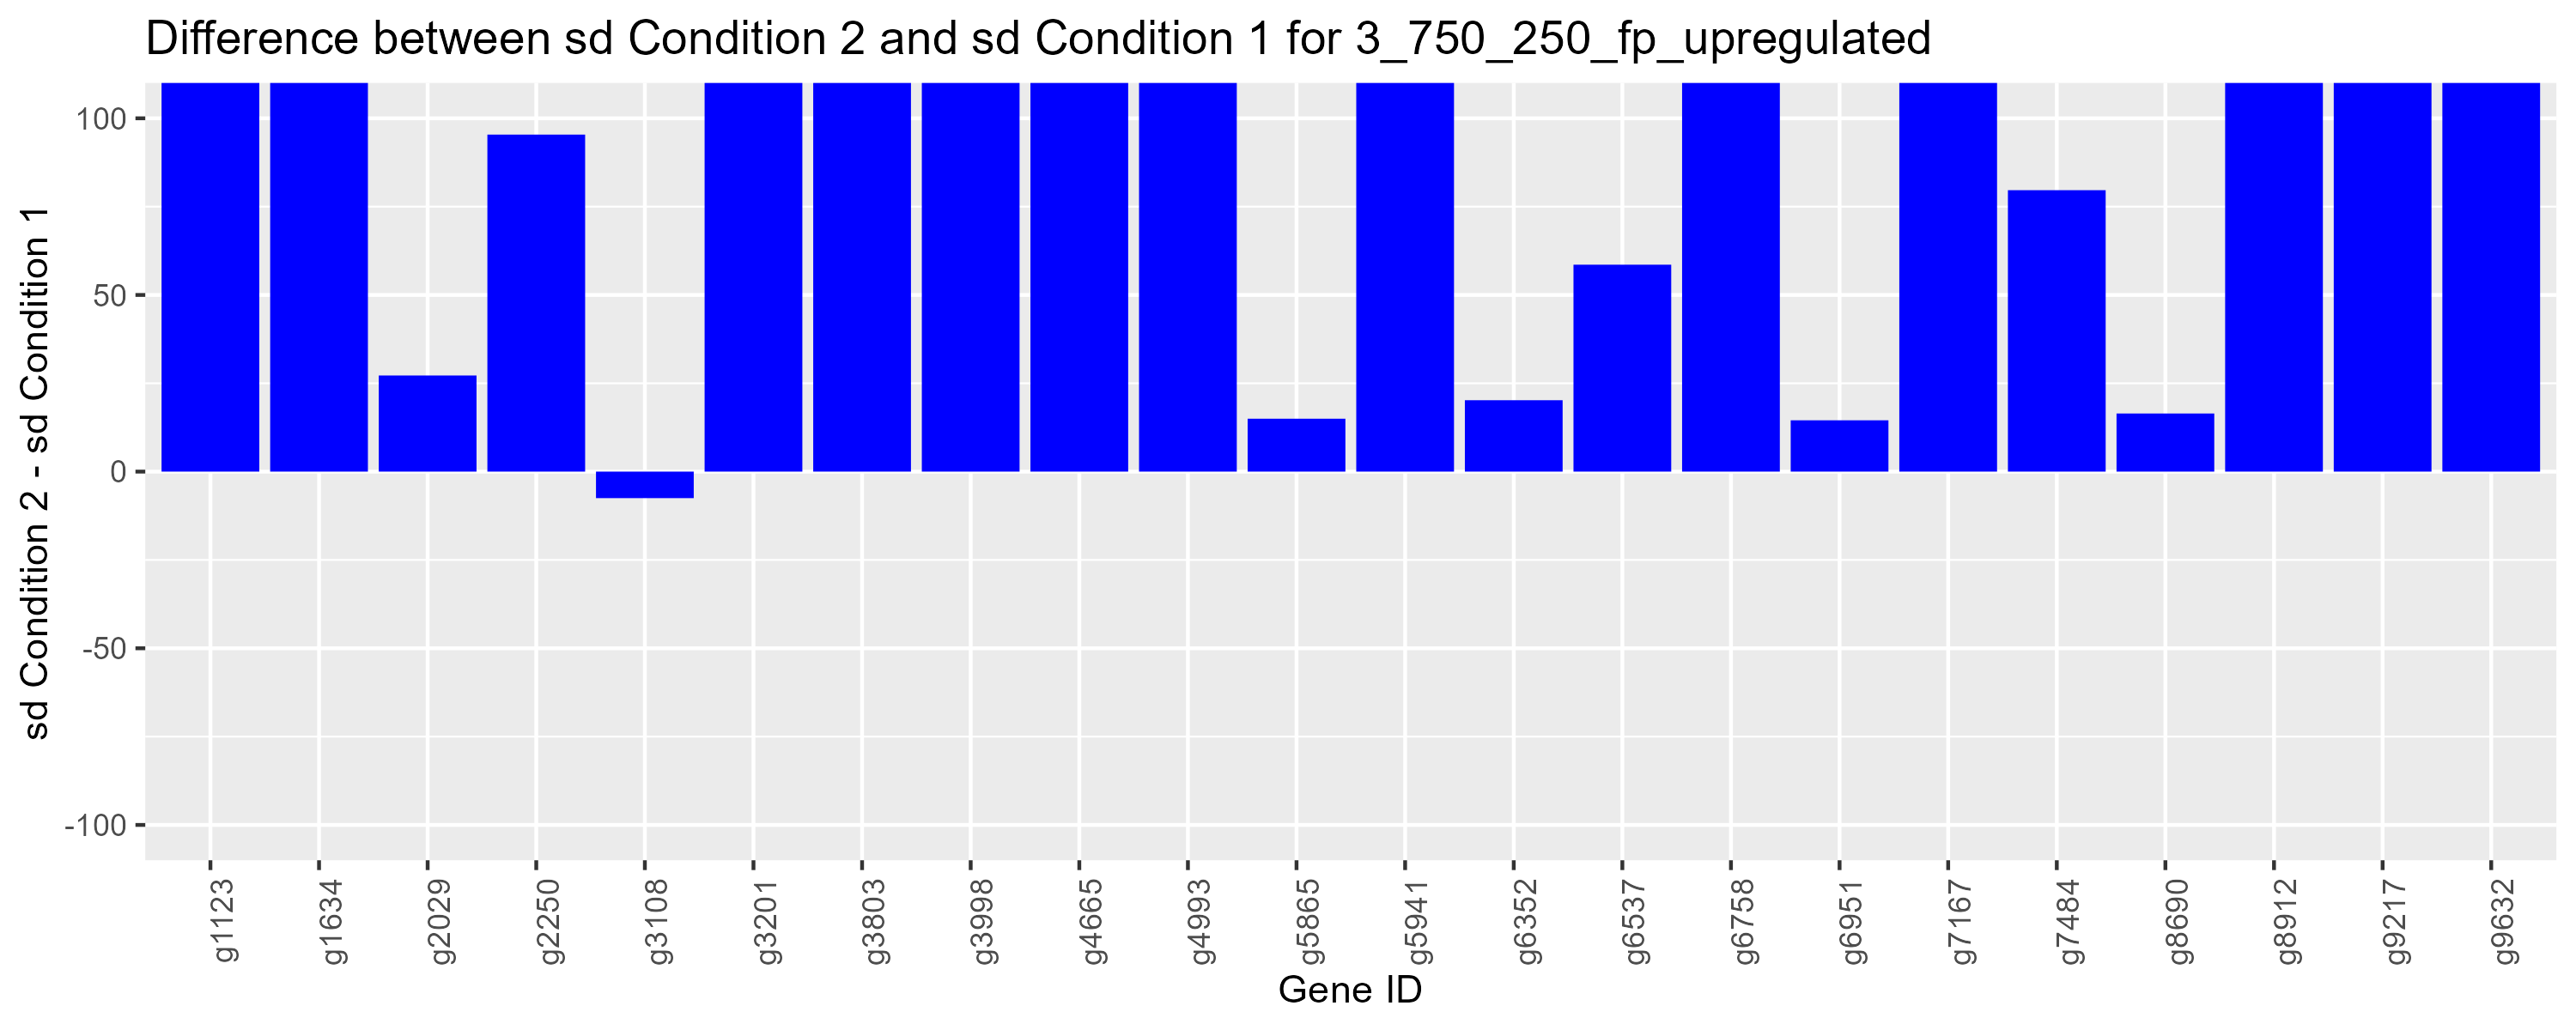 Difference between sd Condition 2 and sd Condition 1 for 3_750_250_fp_upregulated
sd Condition 2 - sd Condition 1
100
50
0
-50
-100
g1123
g1634
g2029
g2250
g3108
g3201
g3803
g3998
g4665
g4993
g5865
g5941
g6352
g6537
g6758
g6951
g7167
g7484
g8690
g8912
g9217
g9632
Gene ID